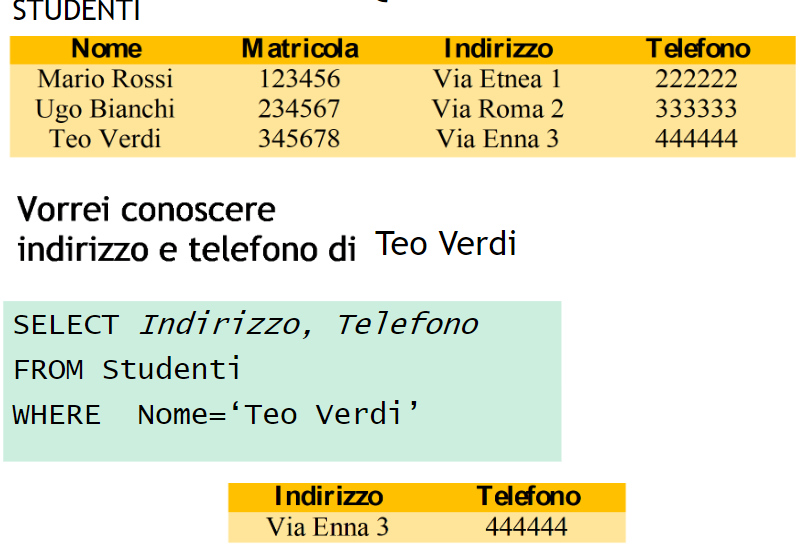 STUDENTI
Nome Matricola Indirizzo Telefono
Mario Rossi 123456 Via Etnea 1 222222
Ugo Bianchi 234567 Via Roma 2 333333
Teo Verdi 345678 Via Enna 3 444444
Vorrei conoscere
indirizzo e telefono di Teo Verdi
SELECT Indirizzo, Telefono
FROM Studenti
WHERE Nome=‘Teo Verdi’
Indirizzo Telefono
Via Enna 3 444444